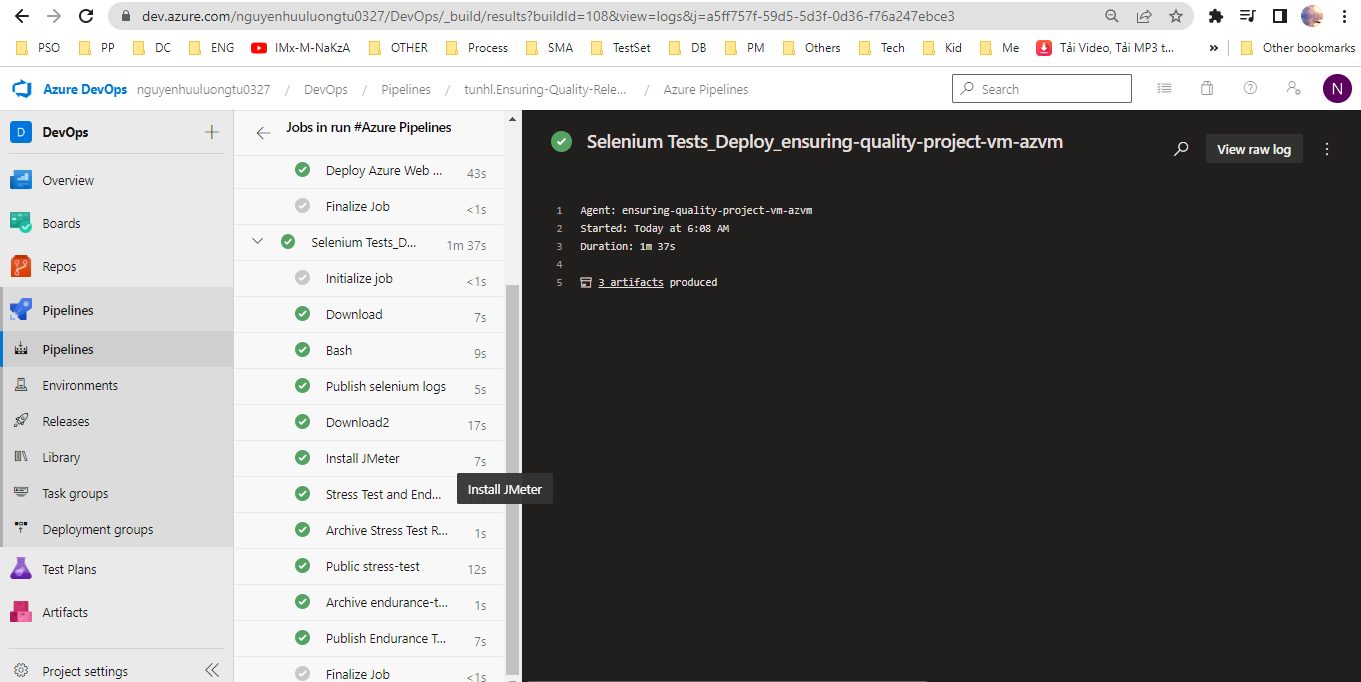 dev.azure.com/nguyenhuuluongtu0327/DevOps/_build/results?buildId=108&view=logs&j=a5ff757f-59d5-5d3f-0d36-f76a247ebce3
PSO PP DC ENG IMx-M-NaKzA OTHER Process SMA TestSet DB PM Others Tech Kid Me Tải Video, Tải MP3 t... » Other bookmarks
Azure DevOps nguyenhuuluongtu0327 / DevOps / Pipelines / tunhl.Ensuring-Quality-Rele... / Azure Pipelines
Search
N
D DevOps
Overview
Boards
Repos
Pipelines
Pipelines
Environments
Releases
Library
Task groups
Deployment groups
Test Plans
Artifacts
Project settings
Jobs in run #Azure Pipelines
Deploy Azure Web ... 43s
Finalize Job <1s
Selenium Tests_D... 1m 37s
Initialize job <1s
Download 7s
Bash 9s
Publish selenium logs 5s
Download2 17s
Install JMeter 7s
Stress Test and End...
Install JMeter
Archive Stress Test R... 1s
Public stress-test 12s
Archive endurance-t... 1s
Publish Endurance T... 7s
Finalize Job <1s
Selenium Tests_Deploy_ensuring-quality-project-vm-azvm
View raw log
1 Agent: ensuring-quality-project-vm-azvm
2 Started: Today at 6:08 AM
3 Duration: 1m 37s
4
5 3 artifacts produced